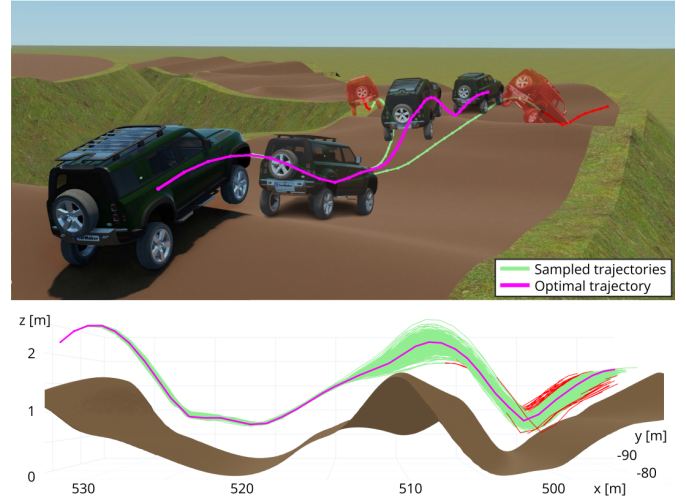 Sampled trajectories
Optimal trajectory
z [m]
2
1
0
y [m]
-90
-80
530
520
510
500
x [m]